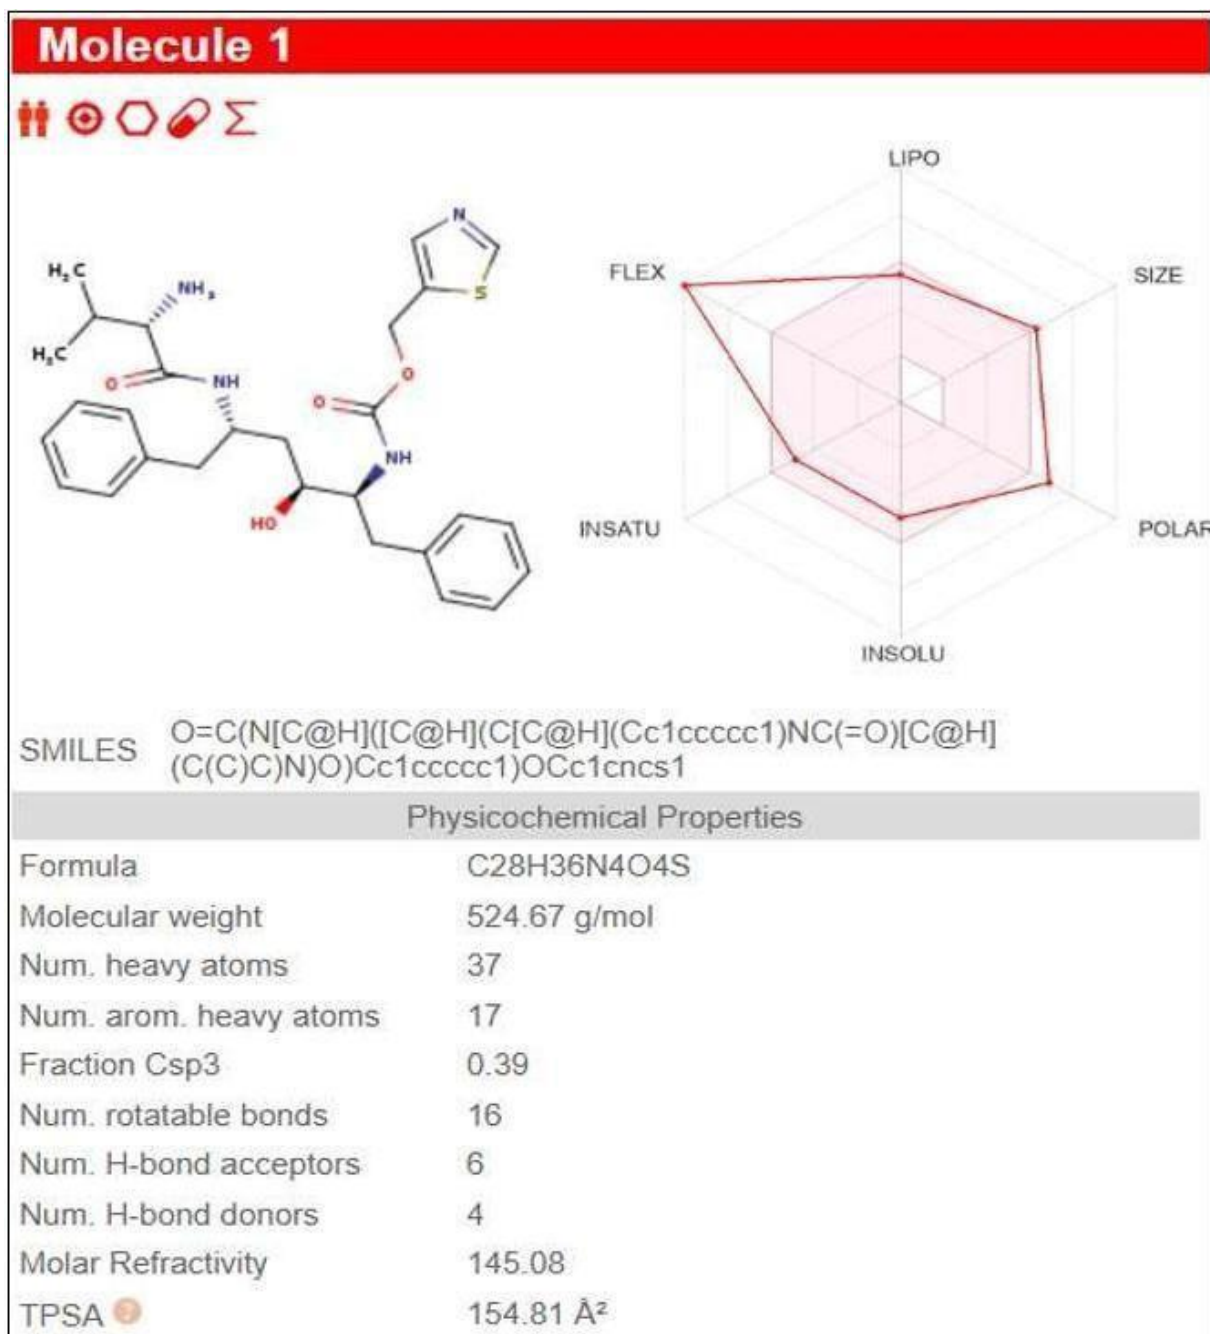 Molecule 1
LIPO
FLEX
SIZE
INSATU
POLAR
INSOLU
H₃C
NH₂
H₃C
O
NH
N
S
O
O
NH
HO
SMILES O=C(N[C@H]([C@H](C[C@H](Cc1ccccc1)NC(=O)[C@H]
(C(C)C)N)O)Cc1ccccc1)OCc1cncs1
Physicochemical Properties
Formula C28H36N4O4S
Molecular weight 524.67 g/mol
Num. heavy atoms 37
Num. arom. heavy atoms 17
Fraction Csp3 0.39
Num. rotatable bonds 16
Num. H-bond acceptors 6
Num. H-bond donors 4
Molar Refractivity 145.08
TPSA 154.81 Å²